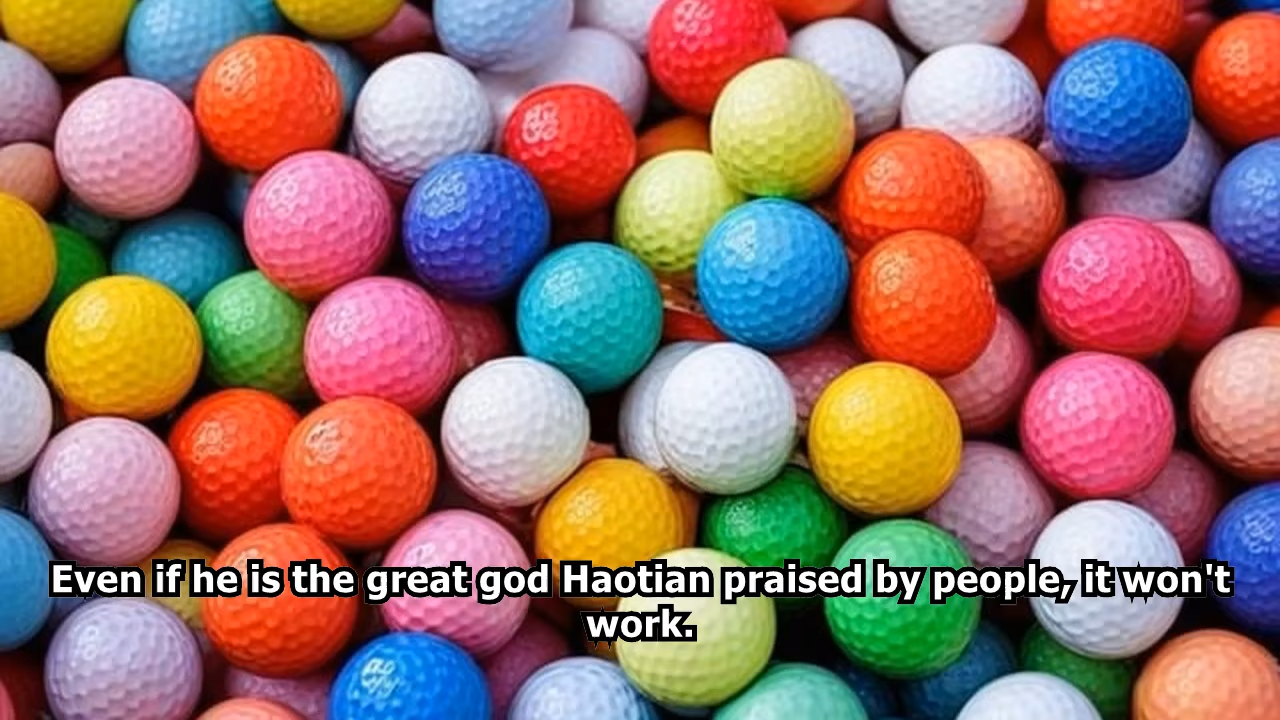 Even if he is the great god Haotian praised by people, it won't
work.